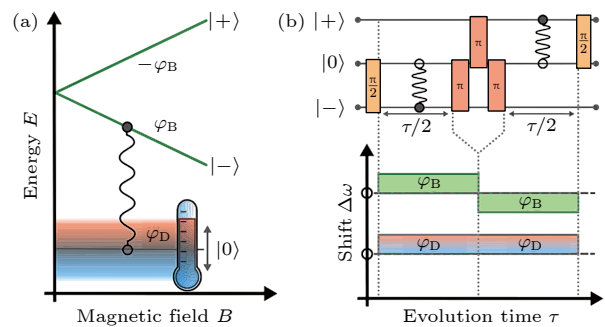 (a)
|+⟩
−φB
φB
|−⟩
φD
|0⟩
Energy E
Magnetic field B
(b)
|+⟩
|0⟩
|−⟩
π/2
π
π
π
π/2
τ/2
τ/2
Shift Δω
φB
φB
φD
φD
Evolution time τ